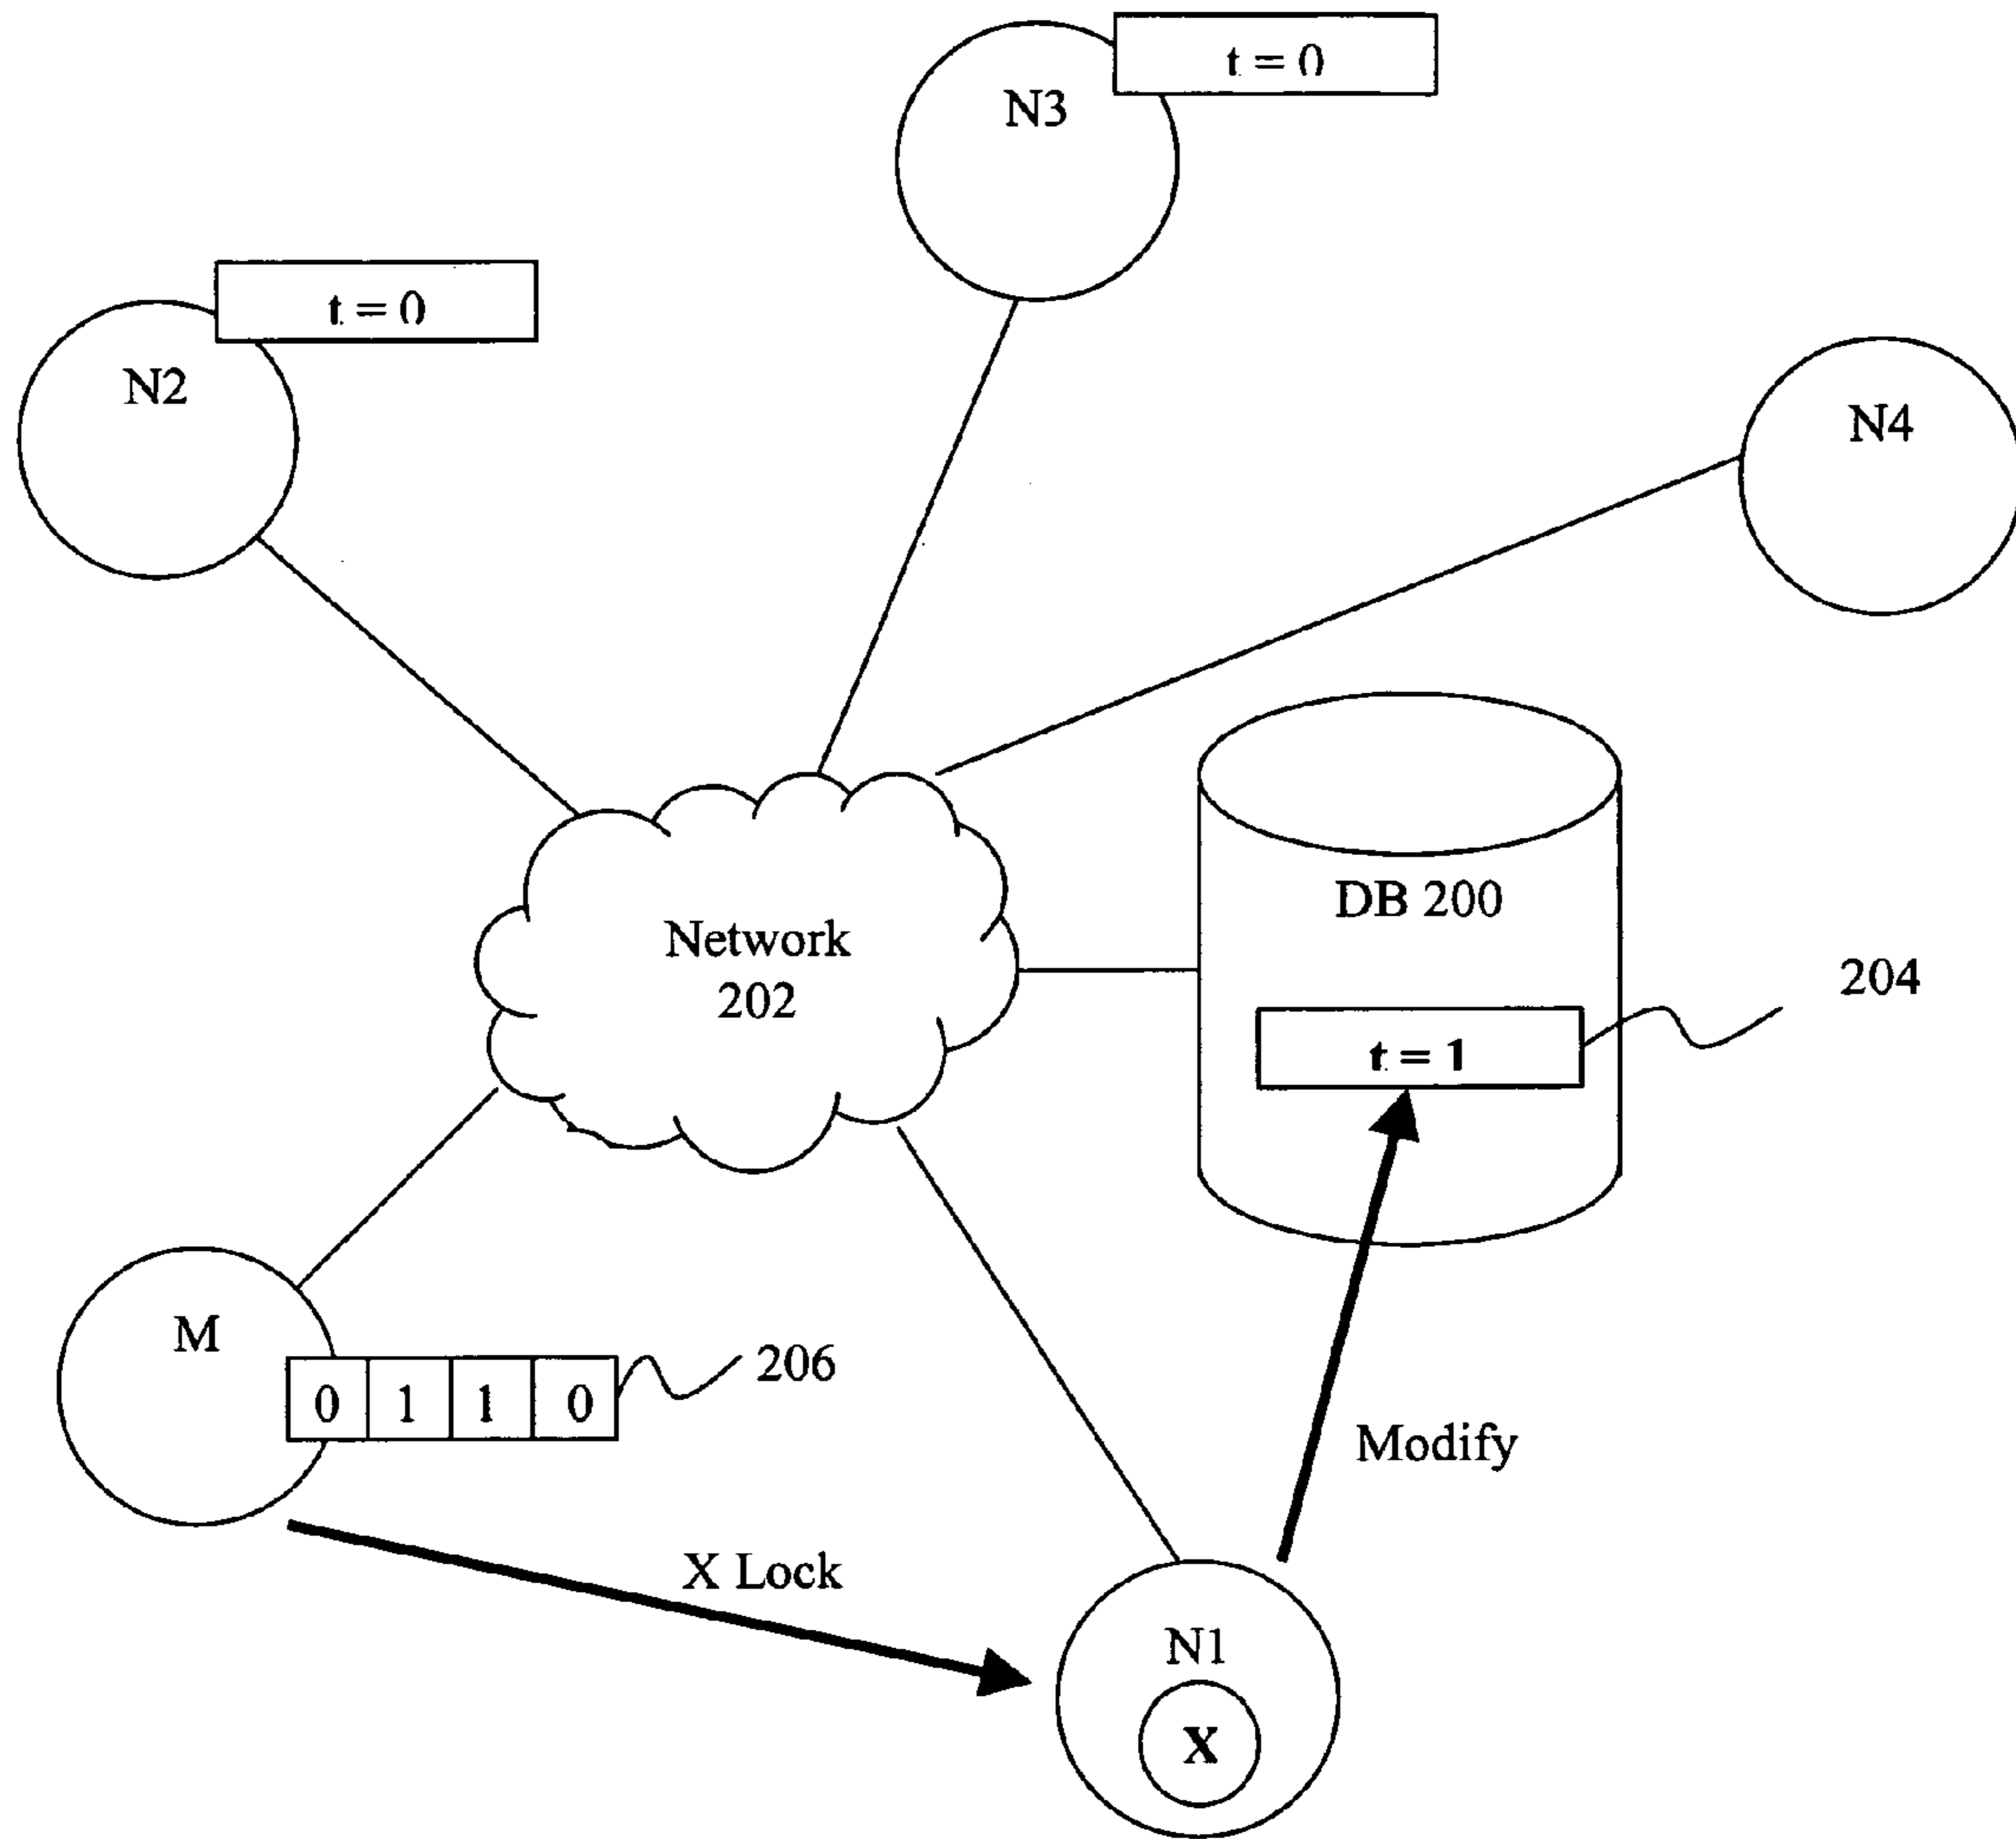 t = 0
N3
t = 0
N2
N4
DB 200
Network
202
204
t = 1
M
206
0 1 1 0
Modify
X Lock
N1
X